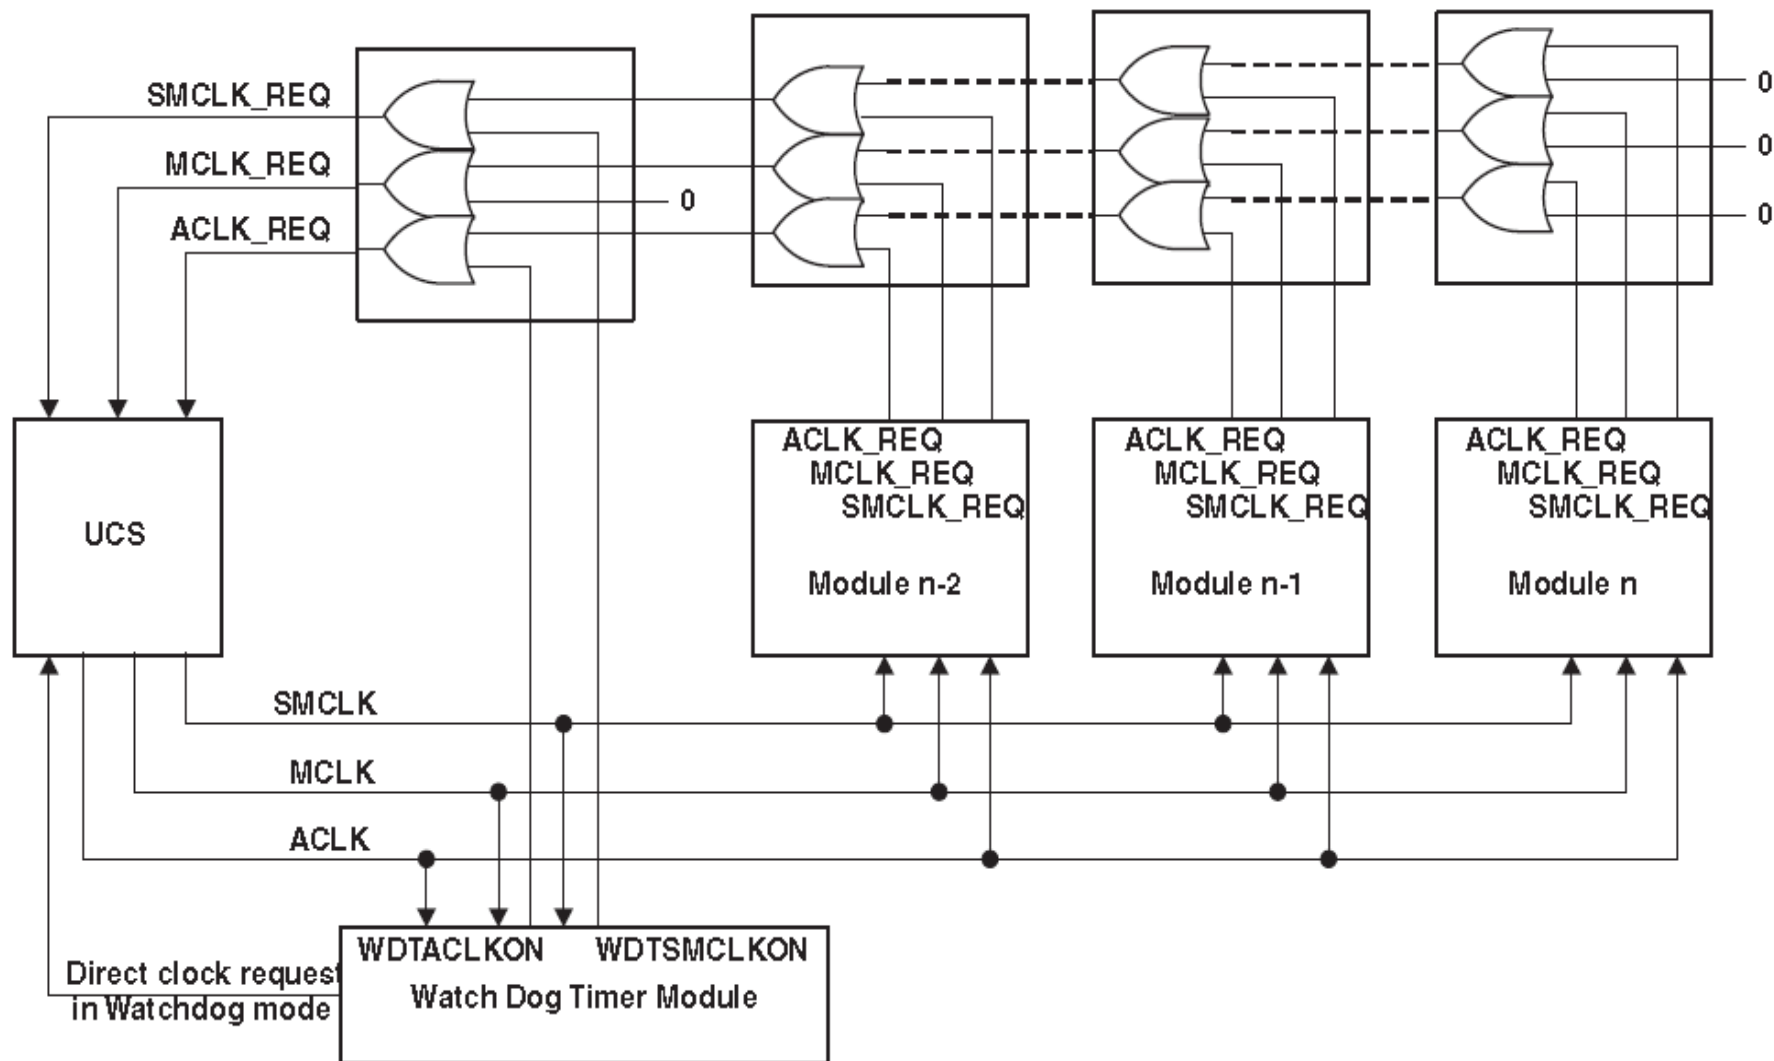 SMCLK_REQ
MCLK_REQ
ACLK_REQ
0
0
0
0
UCS
ACLK_REQ
MCLK_REQ
SMCLK_REQ
Module n-2
ACLK_REQ
MCLK_REQ
SMCLK_REQ
Module n-1
ACLK_REQ
MCLK_REQ
SMCLK_REQ
Module n
SMCLK
MCLK
ACLK
Direct clock request
in Watchdog mode
WDTACLKON
WDTSMCLKON
Watch Dog Timer Module